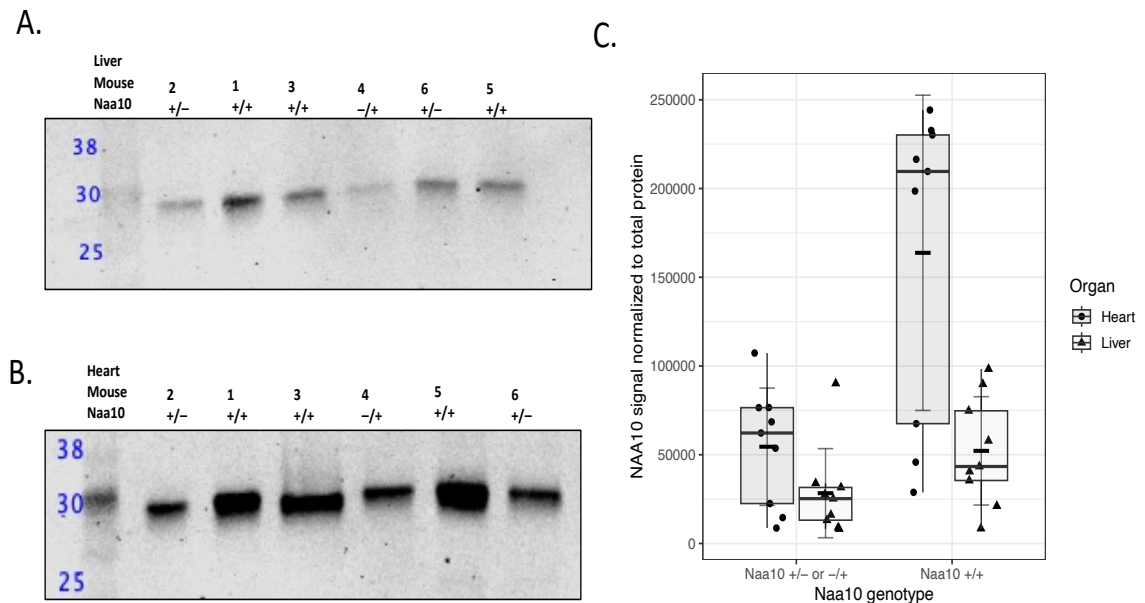 A.
Liver
Mouse 2 1 3 4 6 5
Naa10 +/− +/+ +/+ −/+ +/− +/+
38
30
25
B.
Heart
Mouse 2 1 3 4 5 6
Naa10 +/− +/+ +/+ −/+ +/+ +/−
38
30
25
C.
NAA10 signal normalized to total protein
250000
200000
150000
100000
50000
0
Naa10 +/− or −/+ Naa10 +/+
Naa10 genotype
Organ
Heart
Liver